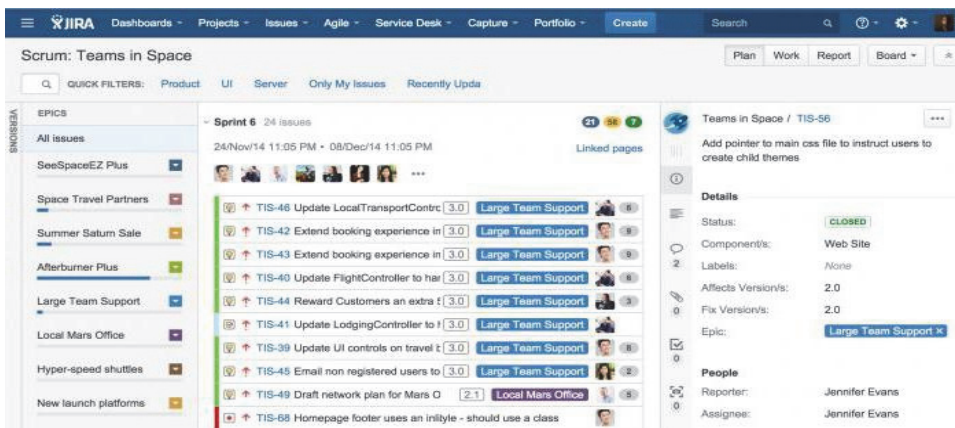 JIRA Dashboards Projects Issues Agile Service Desk Capture Portfolio Create Search
Scrum: Teams in Space
Plan Work Report Board
QUICK FILTERS: Product UI Server Only My Issues Recently Upda
VERSIONS
EPICS
All issues
SeeSpaceEZ Plus
Space Travel Partners
Summer Saturn Sale
Afterburner Plus
Large Team Support
Local Mars Office
Hyper-speed shuttles
New launch platforms
Sprint 6 24 issues 21 58 7
24/Nov/14 11:05 PM • 08/Dec/14 11:05 PM Linked pages
TIS-46 Update LocalTransportContrc 3.0 Large Team Support
TIS-42 Extend booking experience in 3.0 Large Team Support
TIS-43 Extend booking experience in 3.0 Large Team Support
TIS-40 Update FlightController to har 3.0 Large Team Support
TIS-44 Reward Customers an extra 3.0 Large Team Support 3
TIS-41 Update LodgingController to 3.0 Large Team Support
TIS-39 Update UI controls on travel 3.0 Large Team Support
TIS-45 Email non registered users to 3.0 Large Team Support 2
TIS-49 Draft network plan for Mars O 2.1 Local Mars Office 5
TIS-68 Homepage footer uses an inlilyle - should use a class
Teams in Space / TIS-56
Add pointer to main css file to instruct users to
create child themes
Details
Status: CLOSED
Component/s: Web Site
2
Labels: None
Affects Version/s: 2.0
0
Fix Version/s: 2.0
Epic: Large Team Support ×
0
People
Reporter: Jennifer Evans
0
Assignee: Jennifer Evans